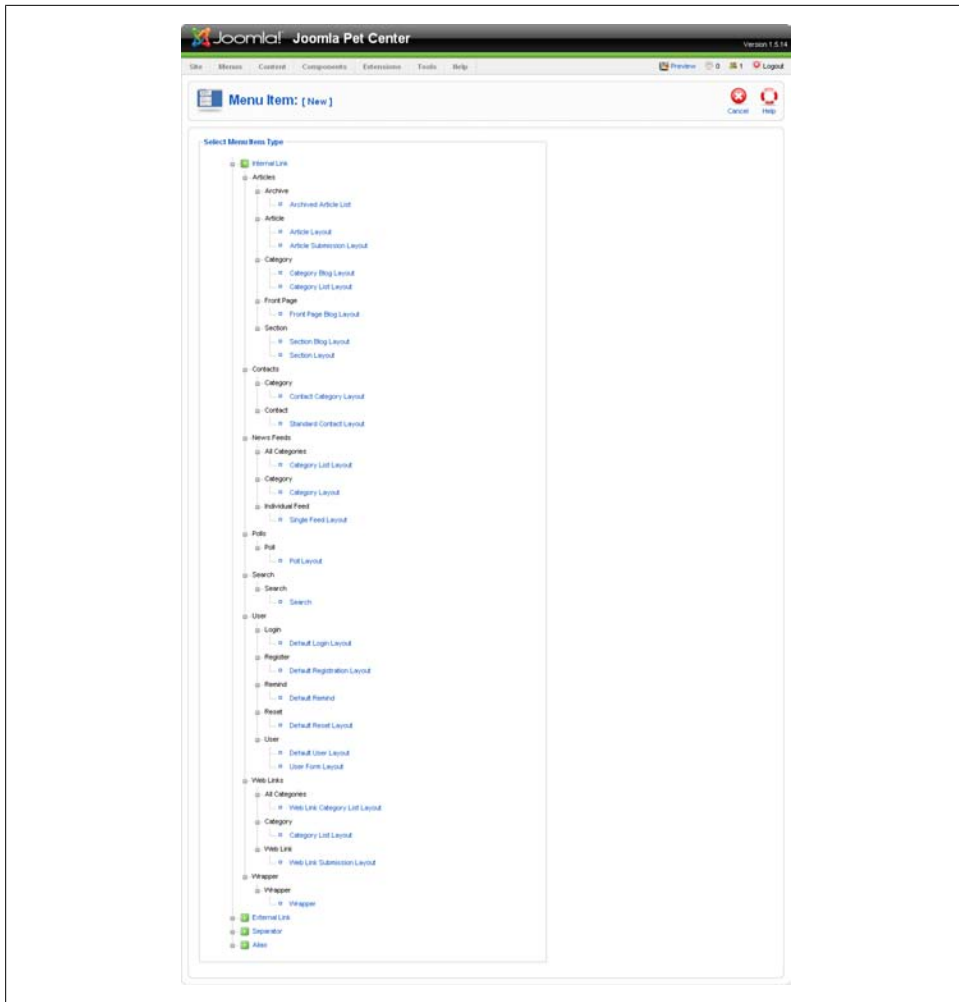 Joomla! Joomla Pet Center
Version 1.5.14
Site Menus Content Components Extensions Tools Help Preview 0 1 Logout
Menu Item: [ New ]
Cancel Help
Select Menu Item Type
Internal Link
Articles
Archive
Archived Article List
Article
Article Layout
Article Submission Layout
Category
Category Blog Layout
Category List Layout
Front Page
Front Page Blog Layout
Section
Section Blog Layout
Section Layout
Contacts
Category
Contact Category Layout
Contact
Standard Contact Layout
News Feeds
All Categories
Category List Layout
Category
Category Layout
Individual Feed
Single Feed Layout
Polls
Poll
Poll Layout
Search
Search
Search
User
Login
Default Login Layout
Register
Default Registration Layout
Remind
Default Remind
Reset
Default Reset Layout
User
Default User Layout
User Form Layout
Web Links
All Categories
Web Link Category List Layout
Category
Category List Layout
Web Link
Web Link Submission Layout
Wrapper
Wrapper
Wrapper
External Link
Separator
Alias